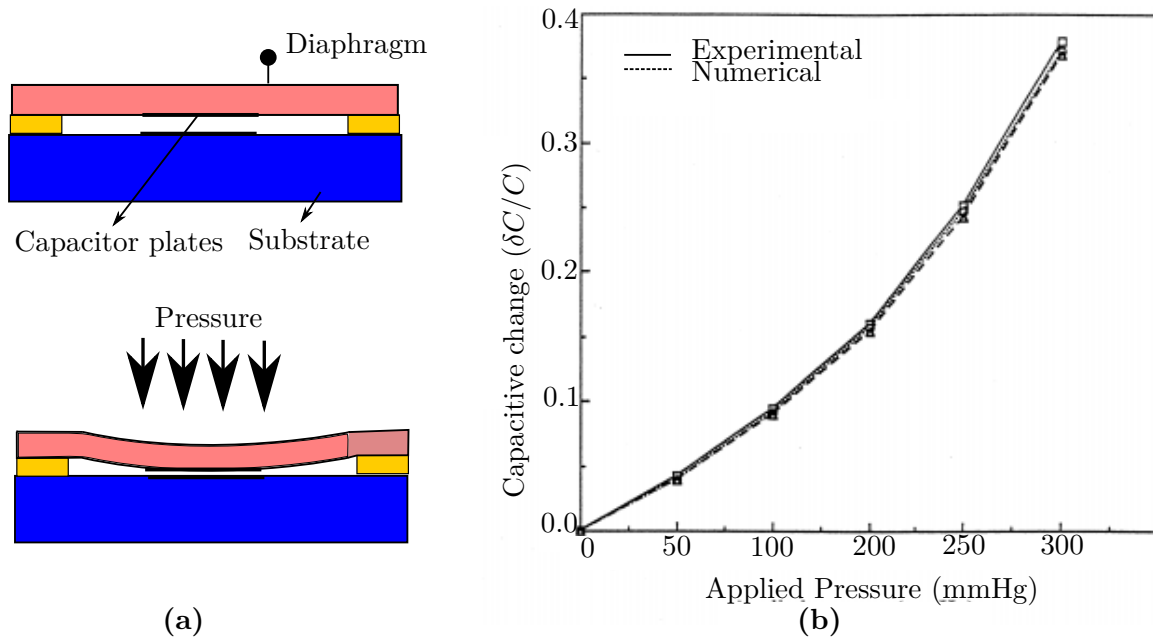 Diaphragm
Capacitor plates
Substrate
Pressure
(a)
Capacitive change (δC/C)
0.4
0.3
0.2
0.1
0.0
Experimental
Numerical
0
50
100
200
250
300
Applied Pressure (mmHg)
(b)